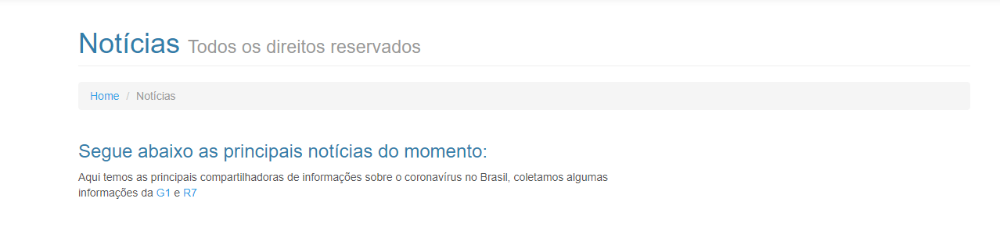 Notícias Todos os direitos reservados
Home / Notícias
Segue abaixo as principais notícias do momento:
Aqui temos as principais compartilhadoras de informações sobre o coronavírus no Brasil, coletamos algumas
informações da G1 e R7